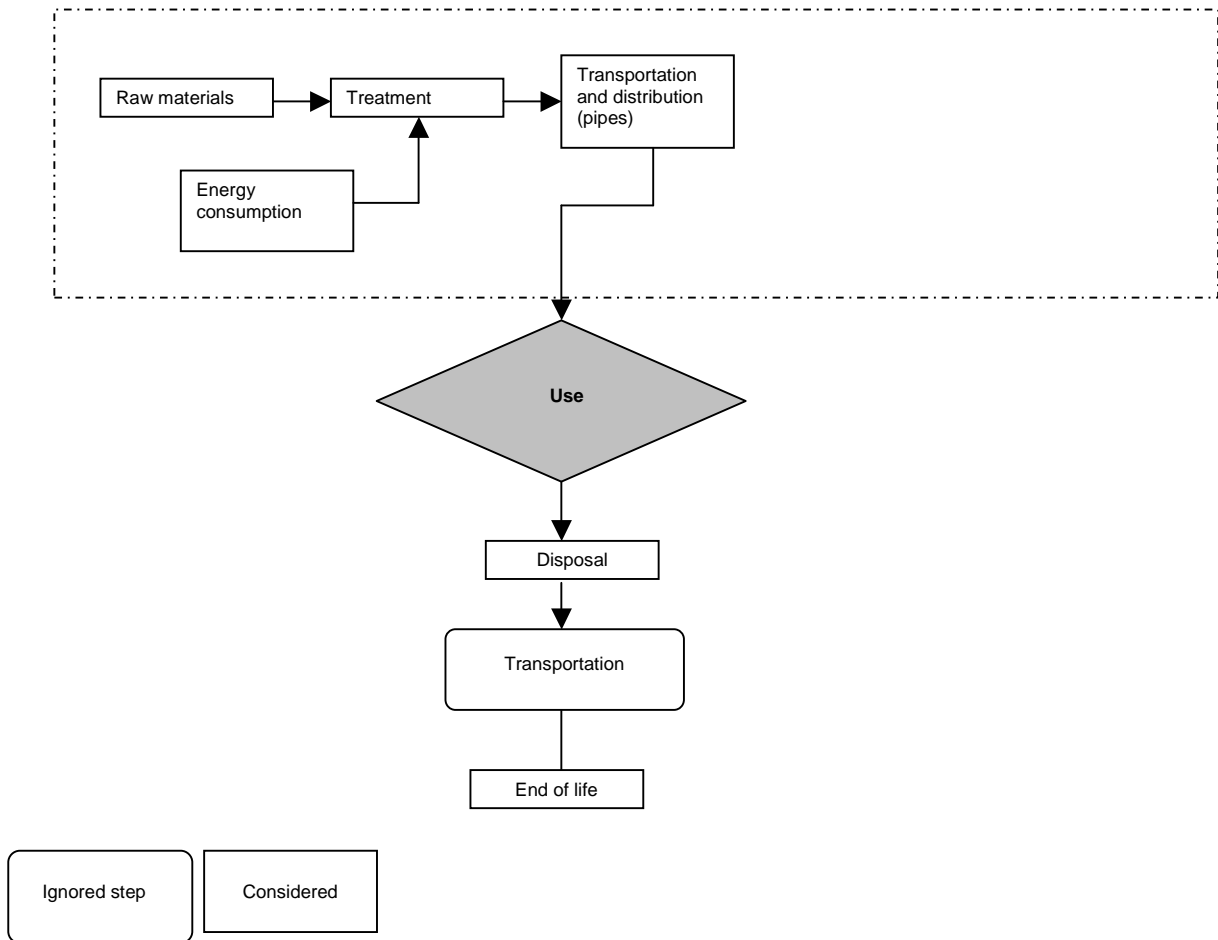 Raw materials
Treatment
Transportation
and distribution
(pipes)
Energy
consumption
Use
Disposal
Transportation
End of life
Ignored step
Considered